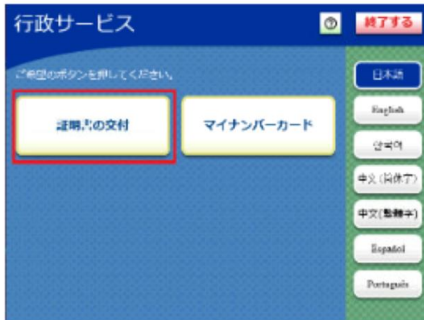 行政サービス
?
終了する
ご希望のボタンを押してください。
証明書の交付
マイナンバーカード
日本語
English
한국어
中文(简体字)
中文(繁體字)
Español
Português